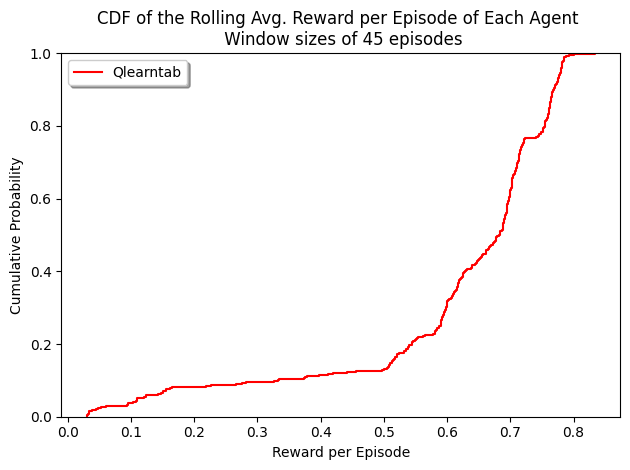 CDF of the Rolling Avg. Reward per Episode of Each Agent
Window sizes of 45 episodes
Qlearntab
1.0
0.8
0.6
0.4
0.2
0.0
Cumulative Probability
0.0 0.1 0.2 0.3 0.4 0.5 0.6 0.7 0.8
Reward per Episode